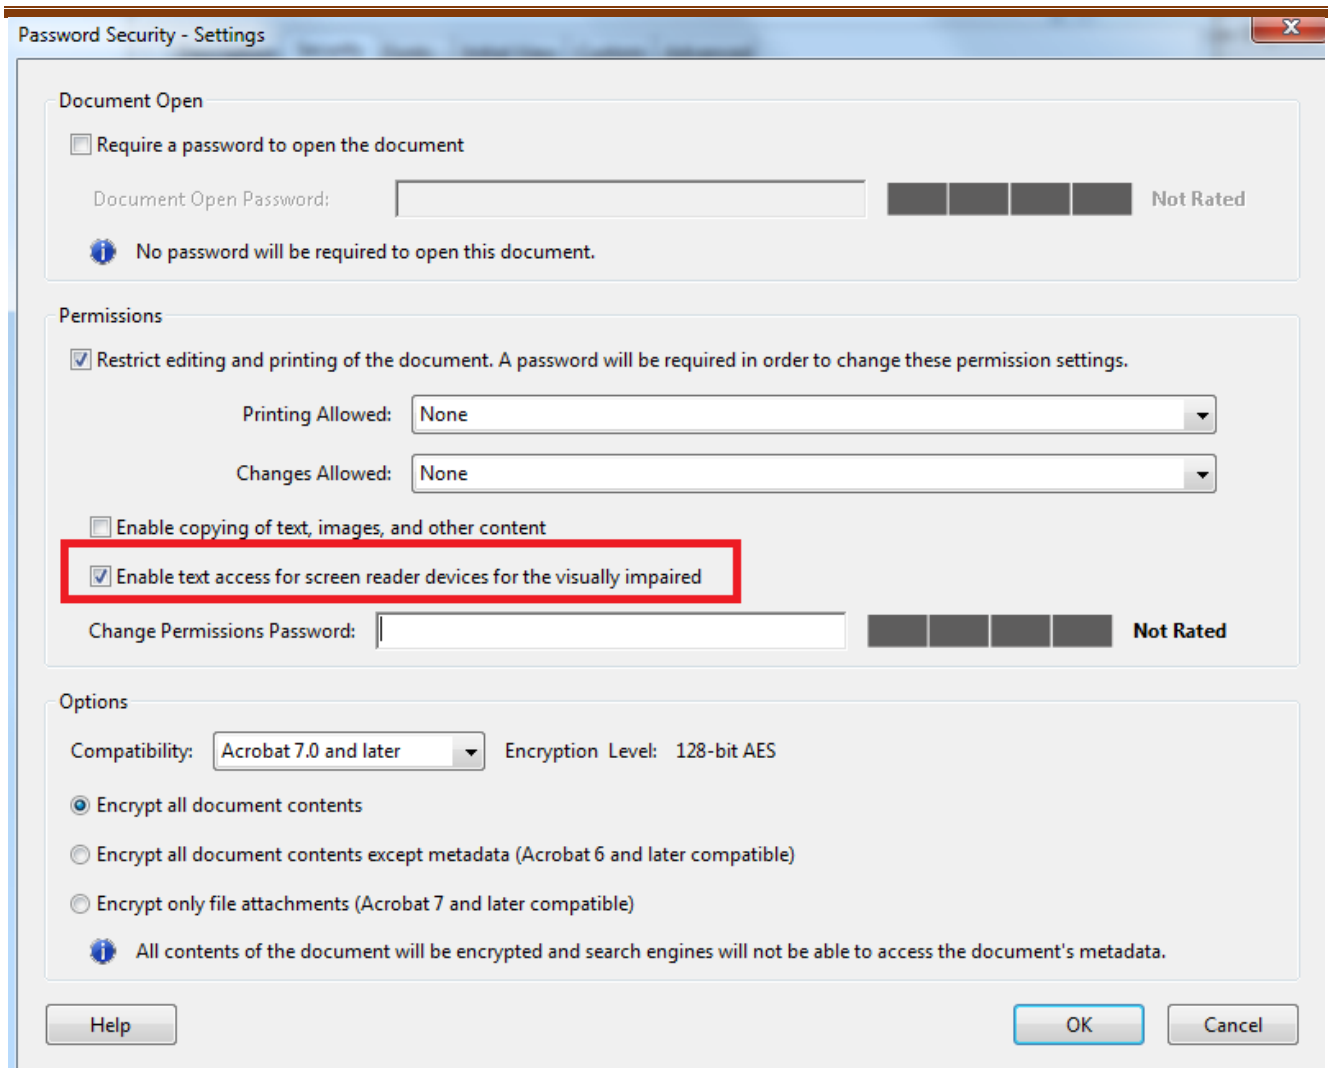 Password Security - Settings
Document Open
Require a password to open the document
Document Open Password:
Not Rated
No password will be required to open this document.
Permissions
Restrict editing and printing of the document. A password will be required in order to change these permission settings.
Printing Allowed: None
Changes Allowed: None
Enable copying of text, images, and other content
Enable text access for screen reader devices for the visually impaired
Change Permissions Password:
Not Rated
Options
Compatibility: Acrobat 7.0 and later Encryption Level: 128-bit AES
Encrypt all document contents
Encrypt all document contents except metadata (Acrobat 6 and later compatible)
Encrypt only file attachments (Acrobat 7 and later compatible)
All contents of the document will be encrypted and search engines will not be able to access the document's metadata.
Help OK Cancel